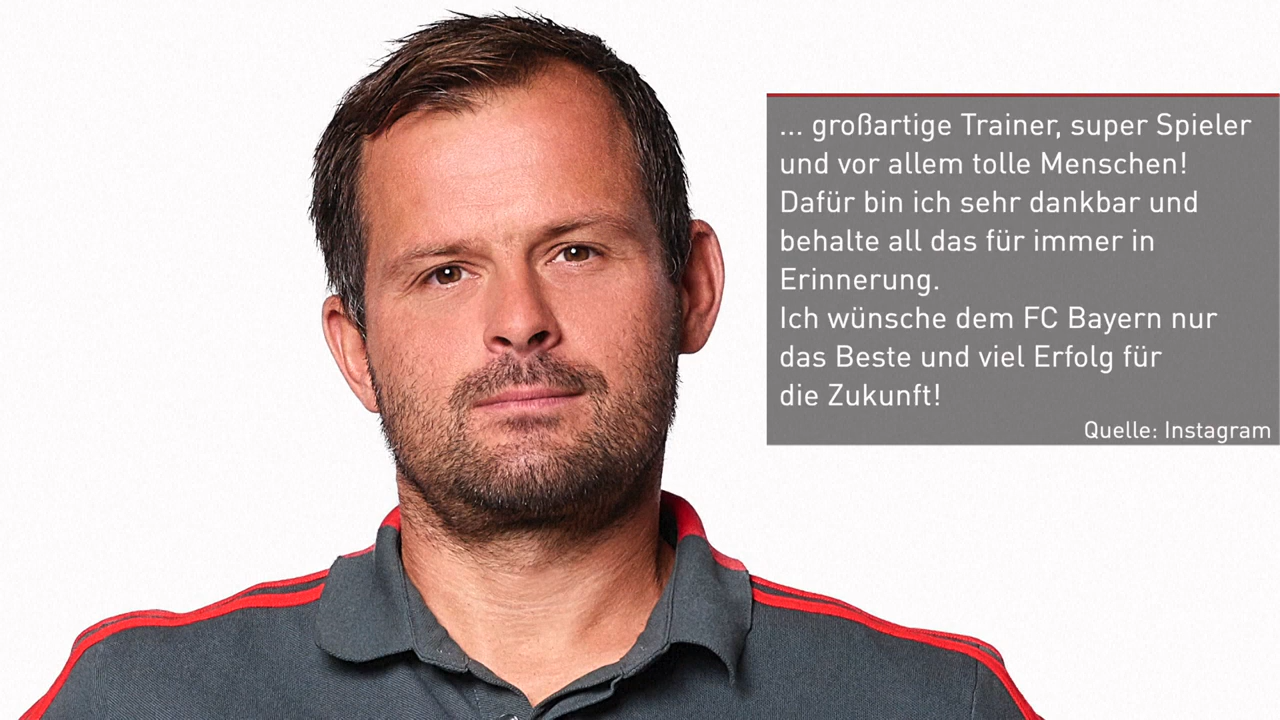 ... großartige Trainer, super Spieler
und vor allem tolle Menschen!
Dafür bin ich sehr dankbar und
behalte all das für immer in
Erinnerung.
Ich wünsche dem FC Bayern nur
das Beste und viel Erfolg für
die Zukunft!
Quelle: Instagram